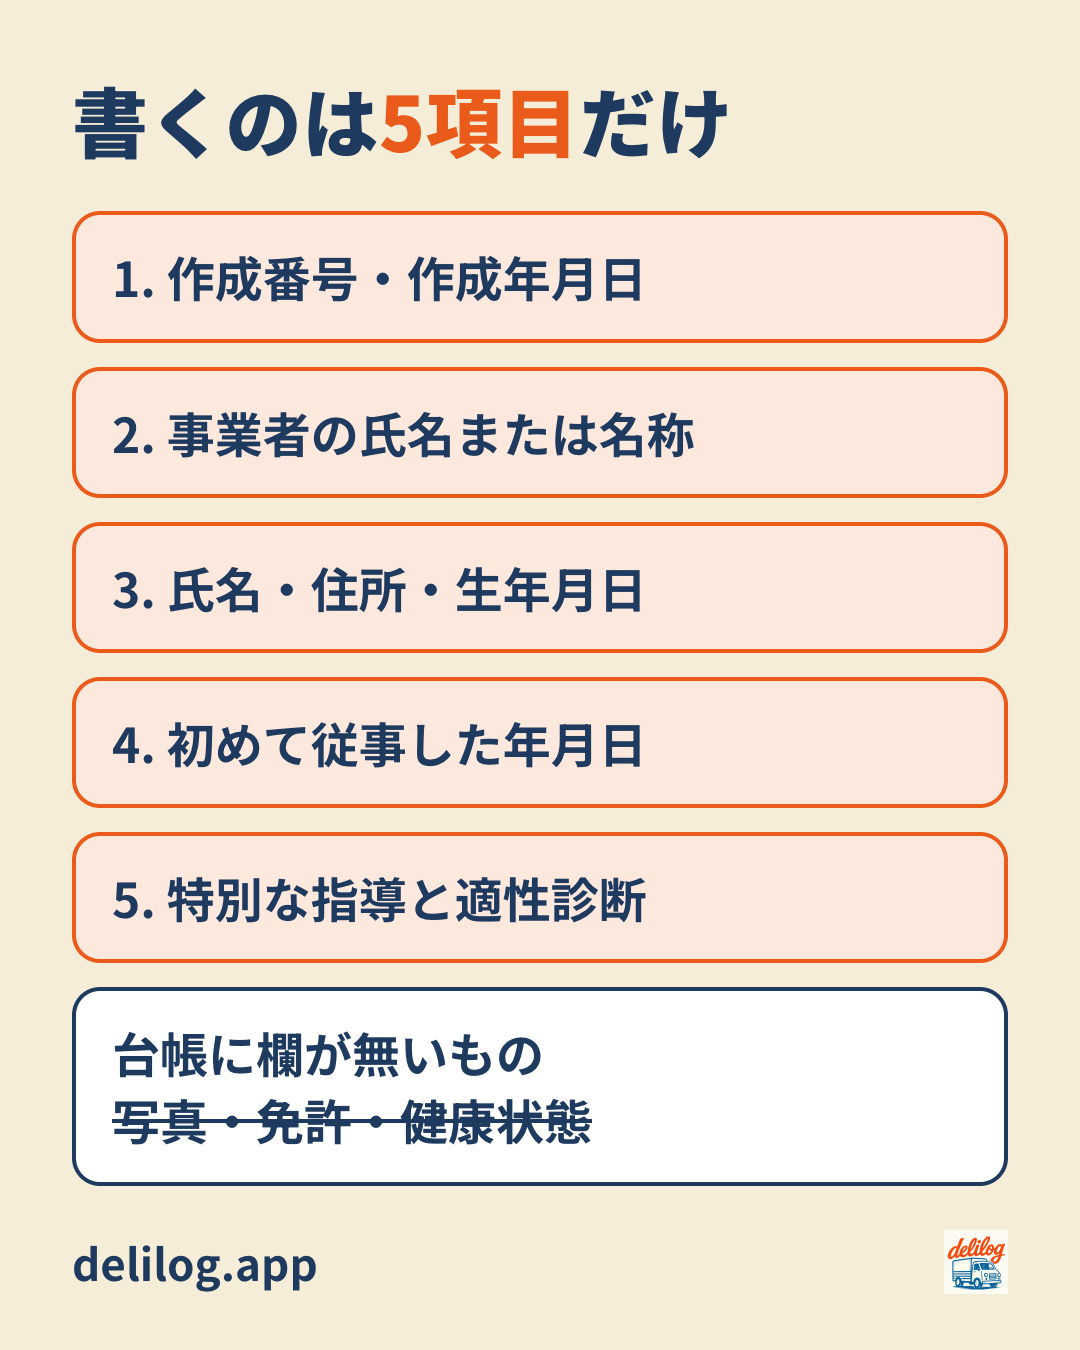 書くのは5項目だけ
1. 作成番号・作成年月日
2. 事業者の氏名または名称
3. 氏名・住所・生年月日
4. 初めて従事した年月日
5. 特別な指導と適性診断
台帳に欄が無いもの
写真・免許・健康状態
delilog.app
delilog